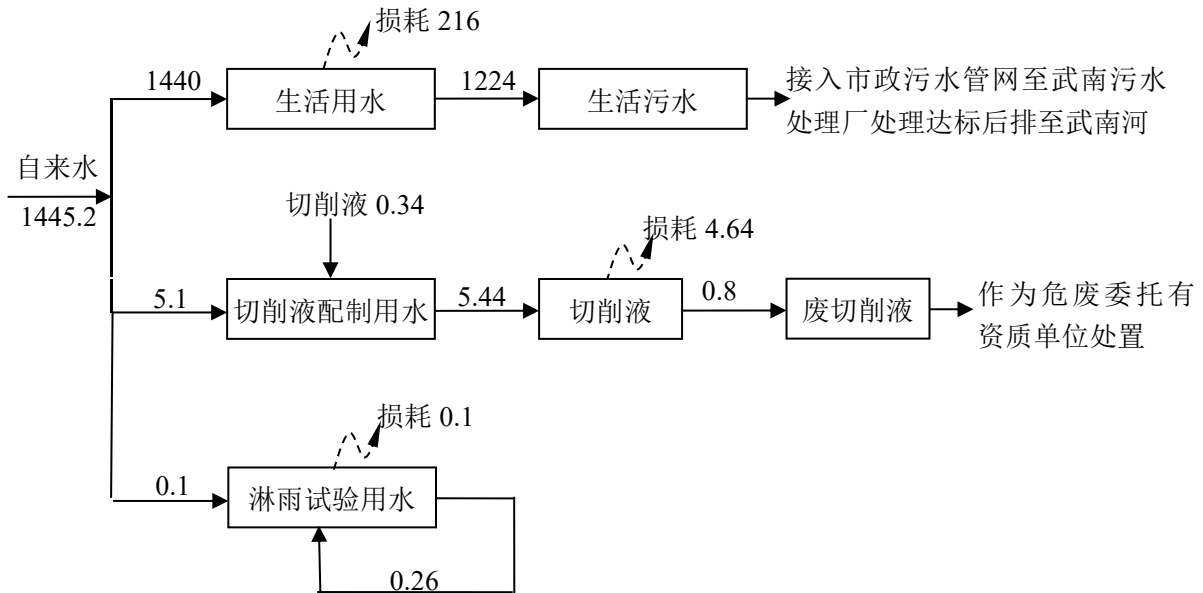 损耗 216
1440
生活用水
1224
生活污水
接入市政污水管网至武南污水
处理厂处理达标后排至武南河
自来水
1445.2
切削液 0.34
损耗 4.64
5.1
切削液配制用水
5.44
切削液
0.8
废切削液
作为危废委托有
资质单位处置
损耗 0.1
0.1
淋雨试验用水
0.26